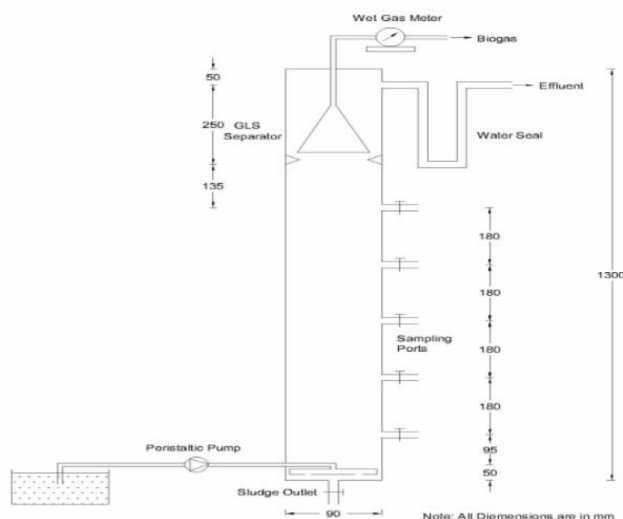 Wet Gas Meter
Biogas
50
Effluent
250
GLS
Separator
Water Seal
135
180
180
1300
180
Sampling
Ports
180
Peristaltic Pump
95
50
Sludge Outlet
90
Note: All Diemensions are in mm